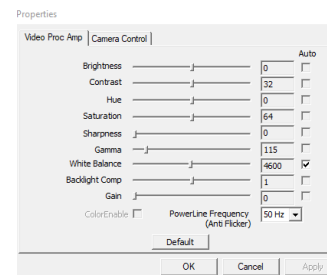 Properties
Video Proc Amp Camera Control
Auto
Brightness 0
Contrast 32
Hue 0
Saturation 64
Sharpness 0
Gamma 115
White Balance 4600
Backlight Comp 1
Gain 0
ColorEnable PowerLine Frequency 50 Hz
(Anti Flicker)
Default
OK Cancel Apply